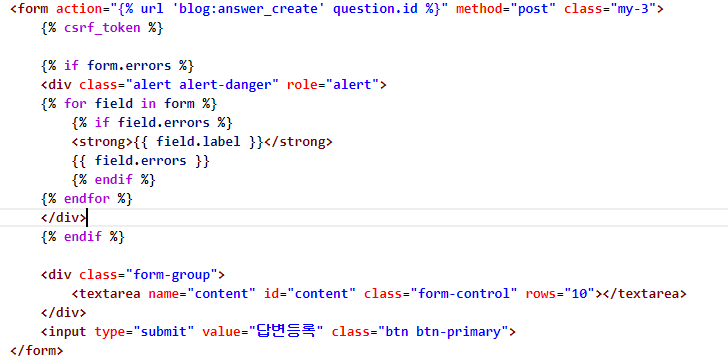 <form action="{% url 'blog:answer_create' question.id %}" method="post" class="my-3">
    {% csrf_token %}

    {% if form.errors %}
    <div class="alert alert-danger" role="alert">
    {% for field in form %}
        {% if field.errors %}
        <strong>{{ field.label }}</strong>
        {{ field.errors }}
        {% endif %}
    {% endfor %}
    </div>
    {% endif %}

    <div class="form-group">
        <textarea name="content" id="content" class="form-control" rows="10"></textarea>
    </div>
    <input type="submit" value="답변등록" class="btn btn-primary">
</form>